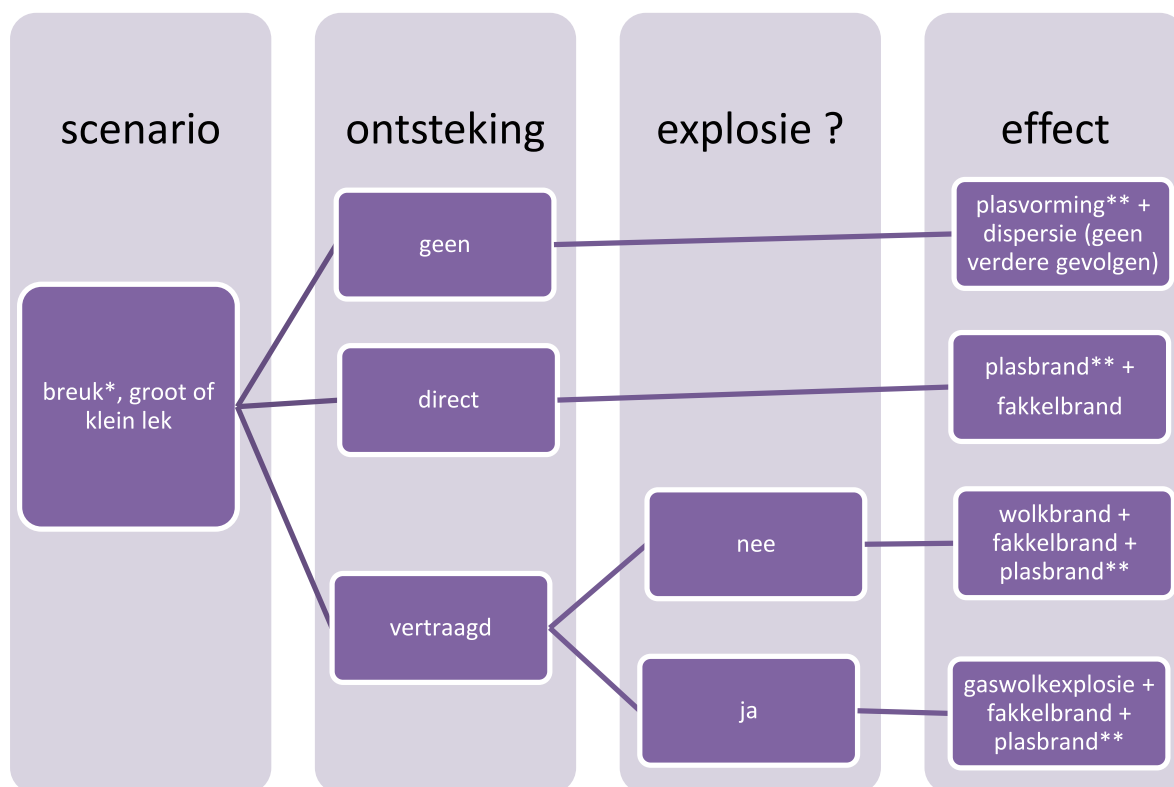 scenario
ontsteking
explosie ?
effect
breuk*, groot of
klein lek
geen
direct
vertraagd
nee
ja
plasvorming** +
dispersie (geen
verdere gevolgen)
plasbrand** +
fakkelbrand
wolkbrand +
fakkelbrand +
plasbrand**
gaswolkexplosie +
fakkelbrand +
plasbrand**